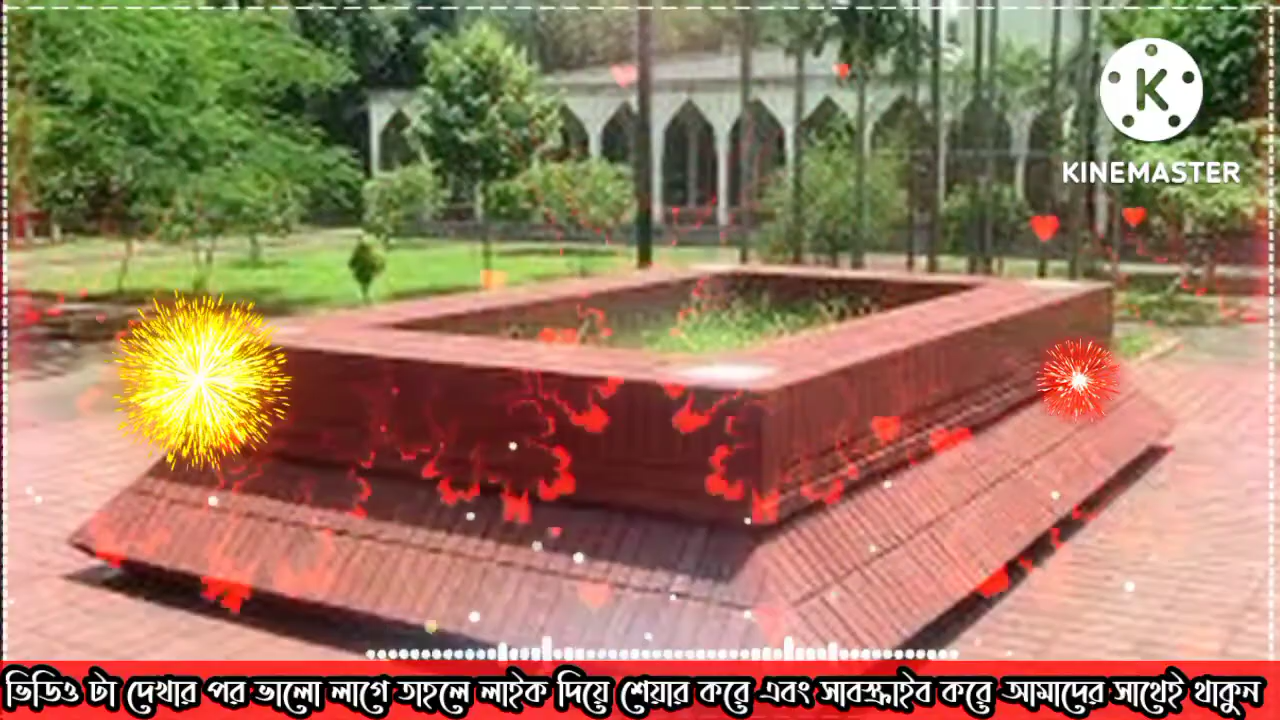 K
KINEMASTER
ভিডিও টা দেখার পর ভালো লাগে তাহলে লাইক দিয়ে শেয়ার করে এবং সাবস্ক্রাইব করে আমাদের সাথেই থাকুন